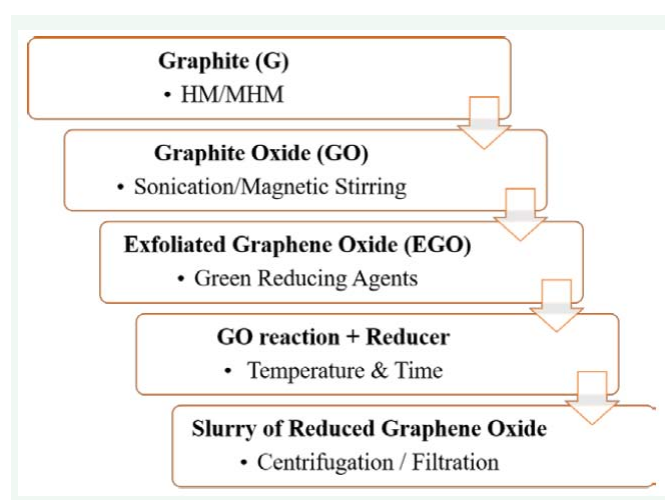 Graphite (G)
• HM/MHM
Graphite Oxide (GO)
• Sonication/Magnetic Stirring
Exfoliated Graphene Oxide (EGO)
• Green Reducing Agents
GO reaction + Reducer
• Temperature & Time
Slurry of Reduced Graphene Oxide
• Centrifugation / Filtration